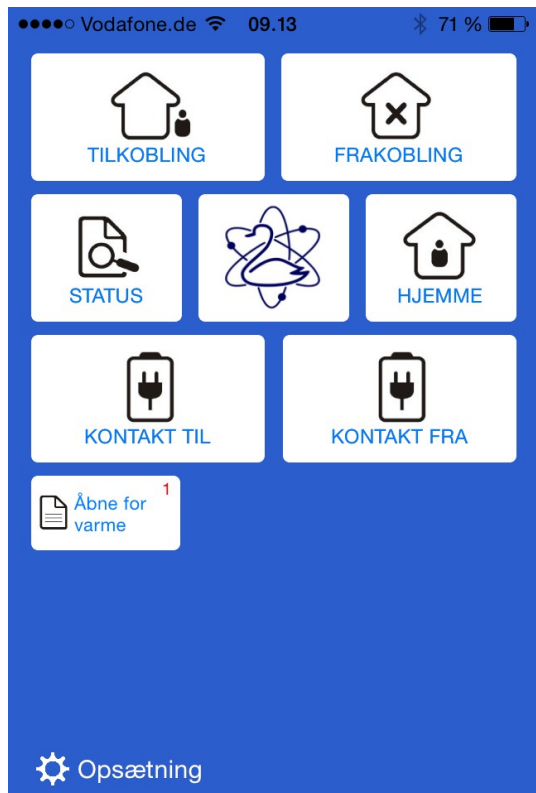 Vodafone.de 09.13 71 %
TILKOBLING
FRAKOBLING
STATUS
HJEMME
KONTAKT TIL
KONTAKT FRA
Åbne for 1
varme
Opsætning